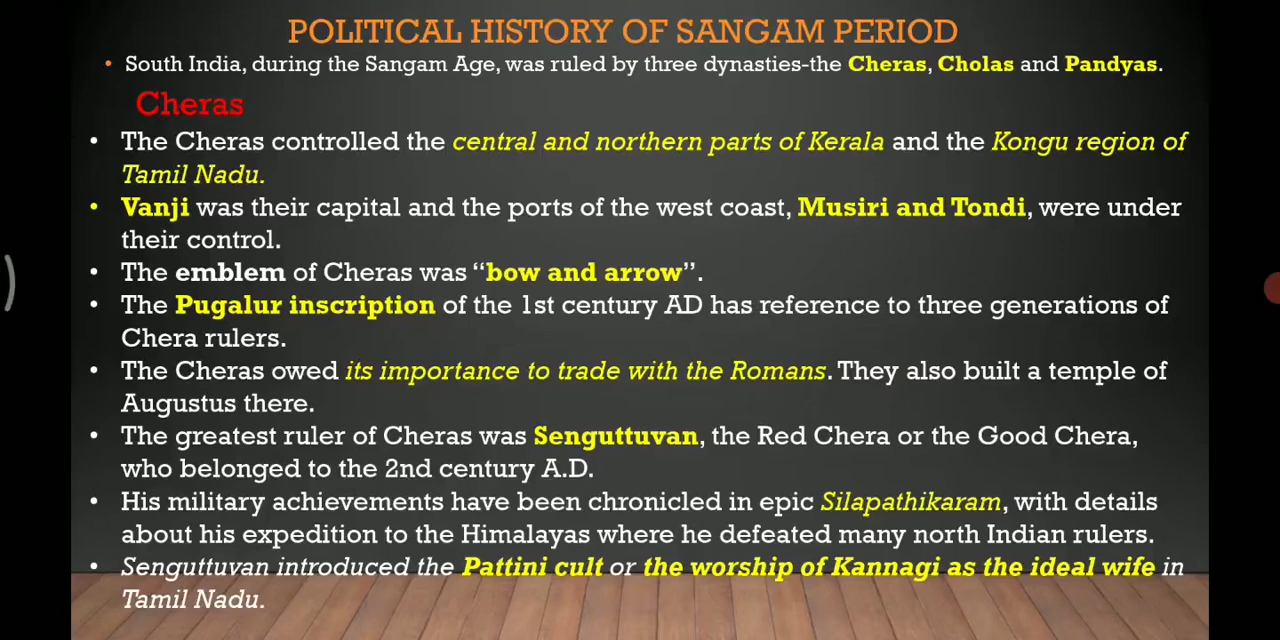 POLITICAL HISTORY OF SANGAM PERIOD
• South India, during the Sangam Age, was ruled by three dynasties-the Cheras, Cholas and Pandyas.
Cheras
• The Cheras controlled the central and northern parts of Kerala and the Kongu region of
Tamil Nadu.
• Vanji was their capital and the ports of the west coast, Musiri and Tondi, were under
their control.
• The emblem of Cheras was “bow and arrow”.
• The Pugalur inscription of the 1st century AD has reference to three generations of
Chera rulers.
• The Cheras owed its importance to trade with the Romans. They also built a temple of
Augustus there.
• The greatest ruler of Cheras was Senguttuvan, the Red Chera or the Good Chera,
who belonged to the 2nd century A.D.
• His military achievements have been chronicled in epic Silapathikaram, with details
about his expedition to the Himalayas where he defeated many north Indian rulers.
• Senguttuvan introduced the Pattini cult or the worship of Kannagi as the ideal wife in
Tamil Nadu.